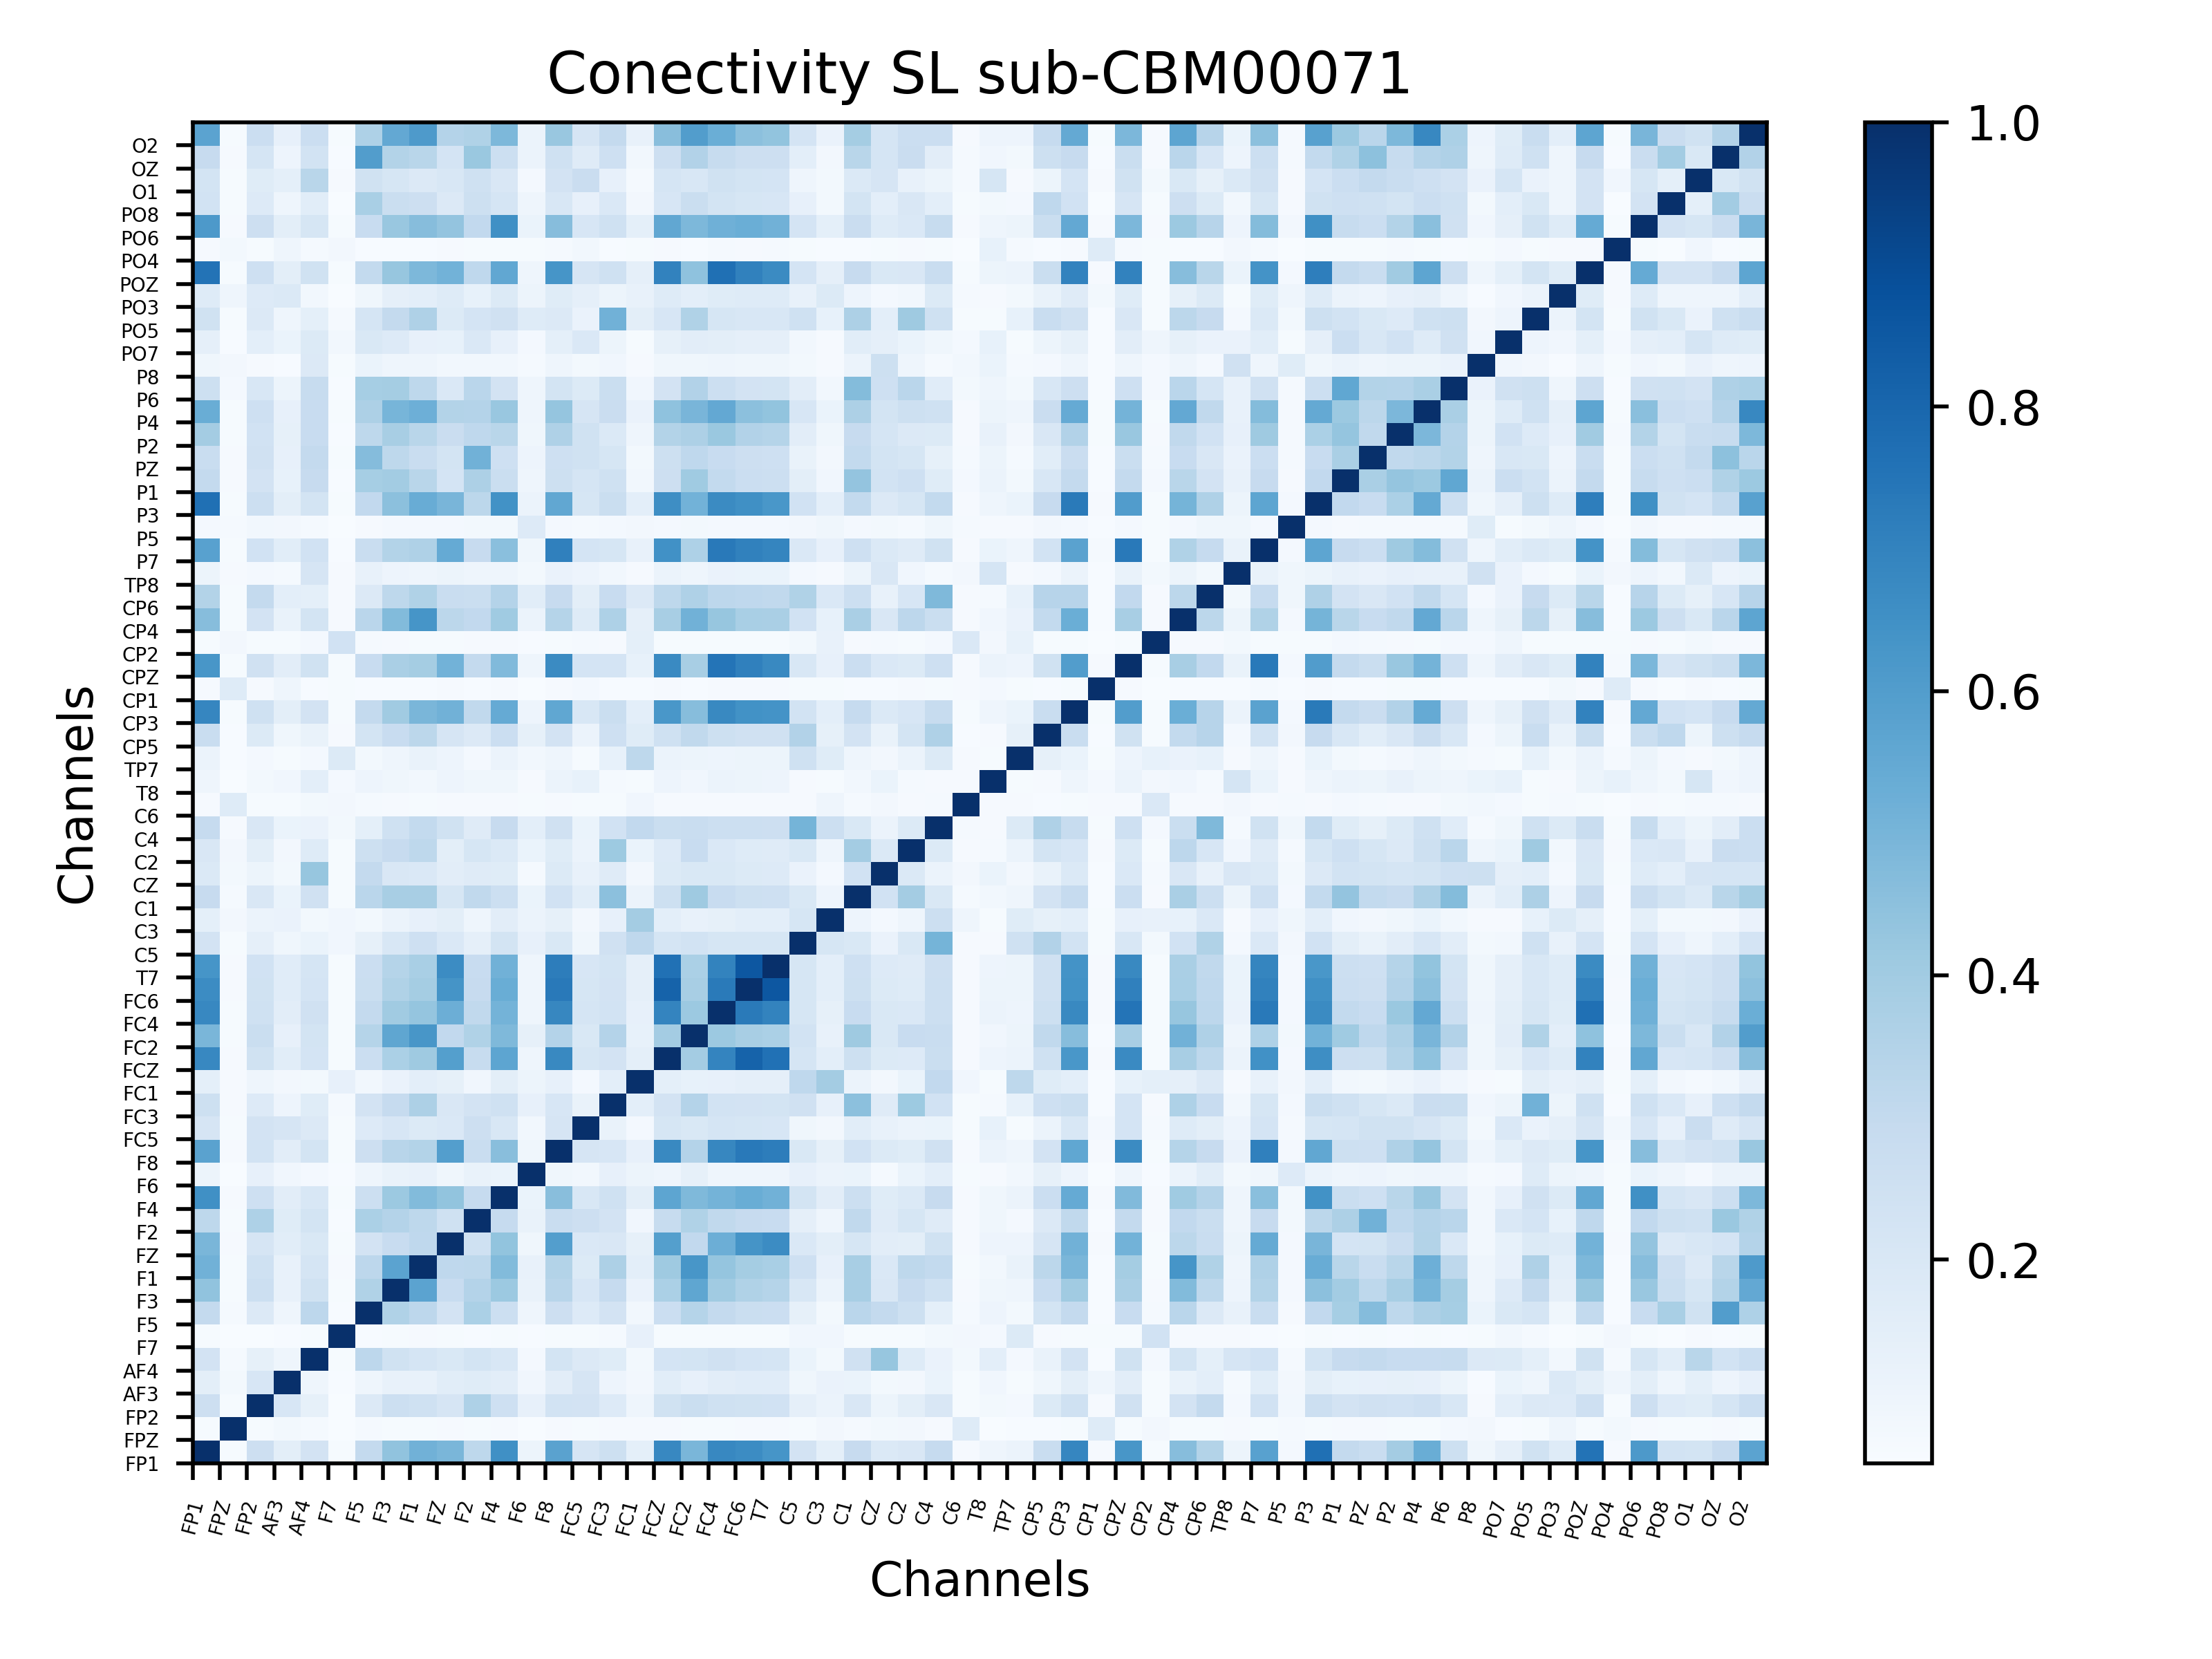 Conectivity SL sub-CBM00071
1.0
0.8
0.6
0.4
0.2
Channels
O2
OZ
O1
PO8
PO6
PO4
POZ
PO3
PO5
PO7
P8
P6
P4
P2
PZ
P1
P3
P5
P7
TP8
CP6
CP4
CP2
CPZ
CP1
CP3
CP5
TP7
T8
C6
C4
C2
CZ
C1
C3
C5
T7
FC6
FC4
FC2
FCZ
FC1
FC3
FC5
F8
F6
F4
F2
FZ
F1
F3
F5
F7
AF4
AF3
FP2
FPZ
FP1
FP1 FPZ FP2 AF3 AF4 F7 F5 F3 F1 FZ F2 F4 F6 F8 FC5 FC3 FC1 FCZ FC2 FC4 FC6 T7 C5 C3 C1 CZ C2 C4 C6 T8 TP7 CP5 CP3 CP1 CPZ CP2 CP4 CP6 TP8 P7 P5 P3 P1 PZ P2 P4 P6 P8 PO7 PO5 PO3 POZ PO4 PO6 PO8 O1 OZ O2
Channels